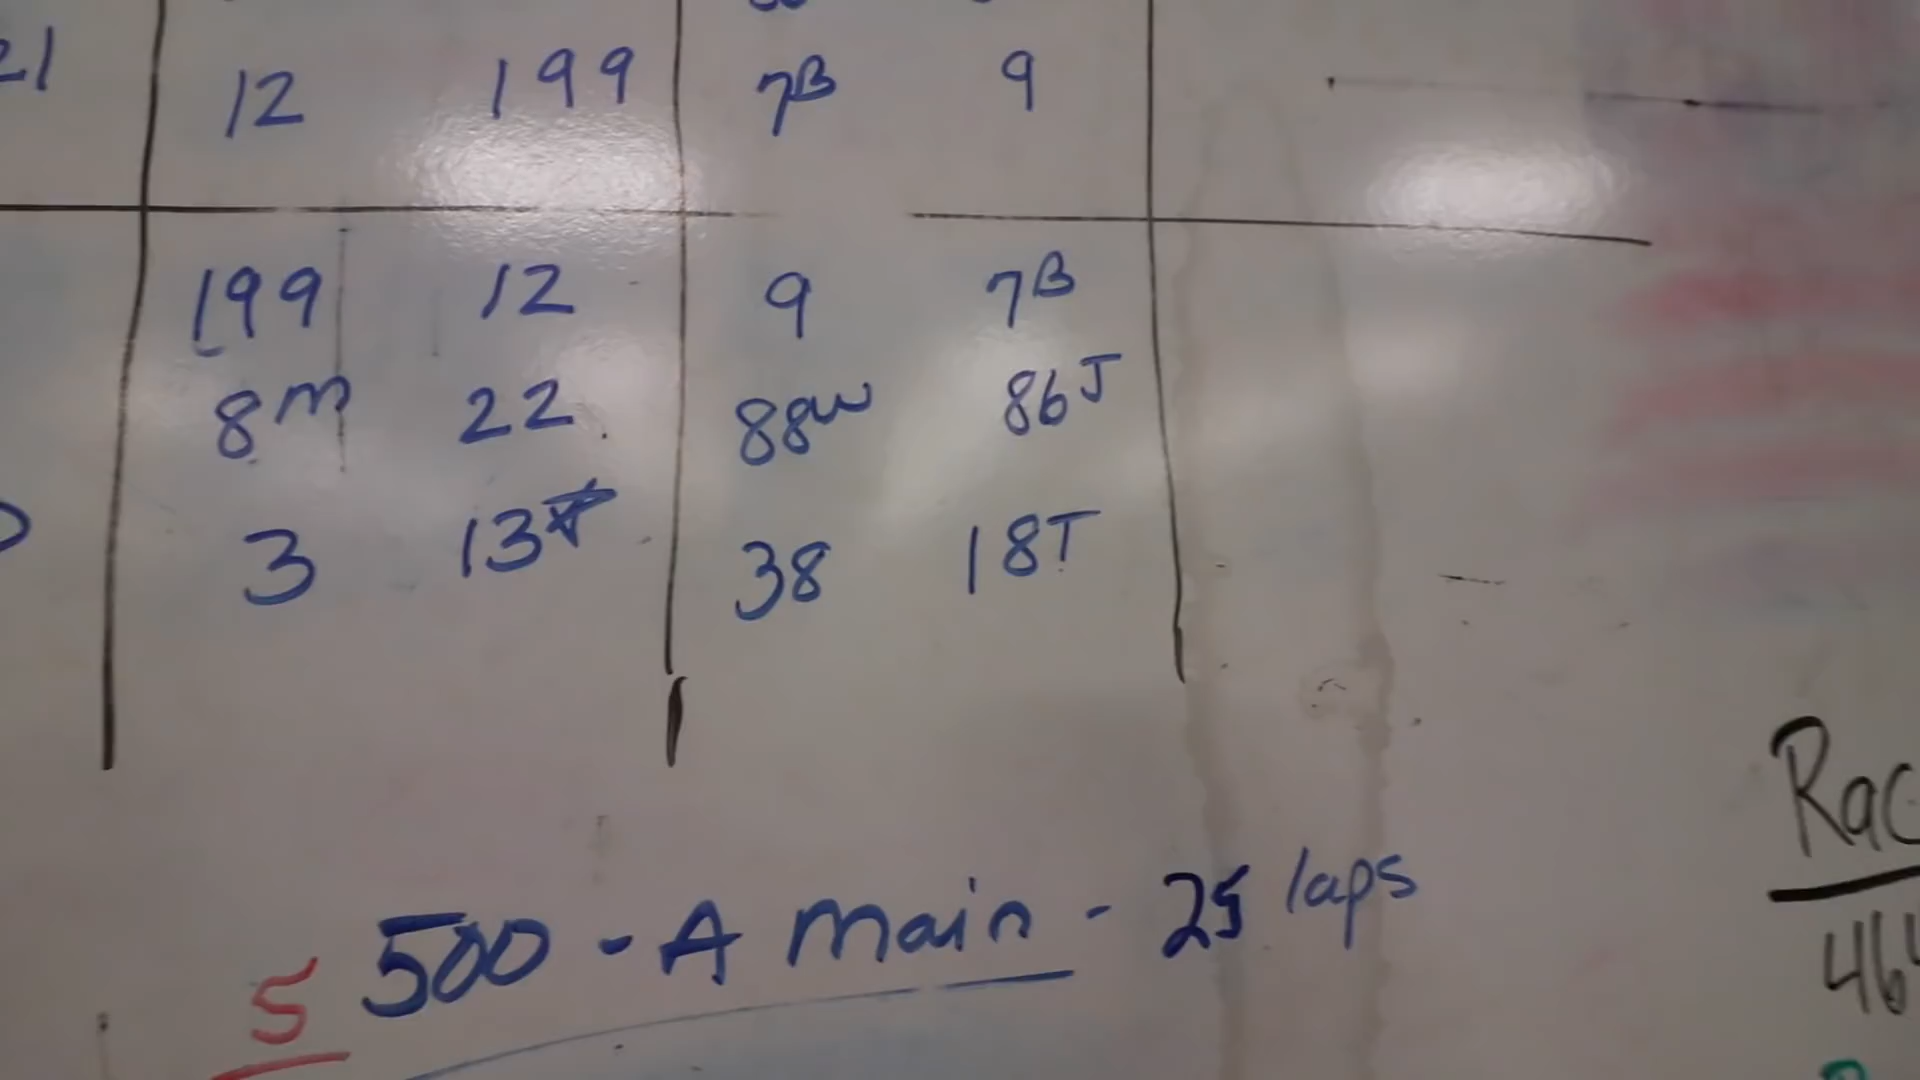 21 12 199 7B 9
199 12 9 7B
8m 22 88w 86J
3 38 18T
5 500 - A main - 25 laps
Rac
46